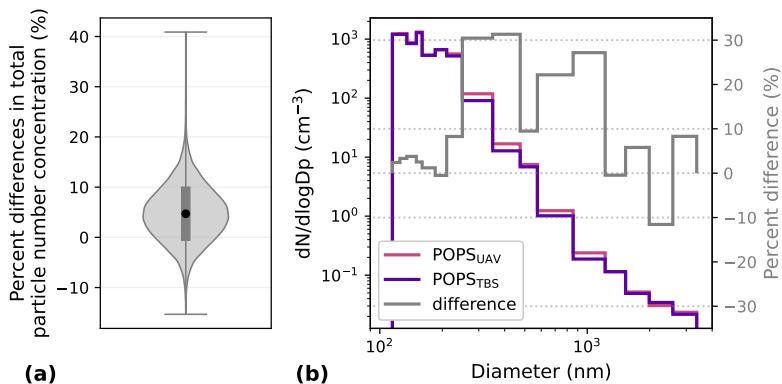 Percent differences in total
particle number concentration (%)
40
30
20
10
0
−10
(a)
dN/dlogDp (cm⁻³)
10³
10²
10¹
10⁰
10⁻¹
POPS_UAV
POPS_TBS
difference
10²
10³
Diameter (nm)
30
20
10
0
−10
−20
−30
Percent difference (%)
(b)